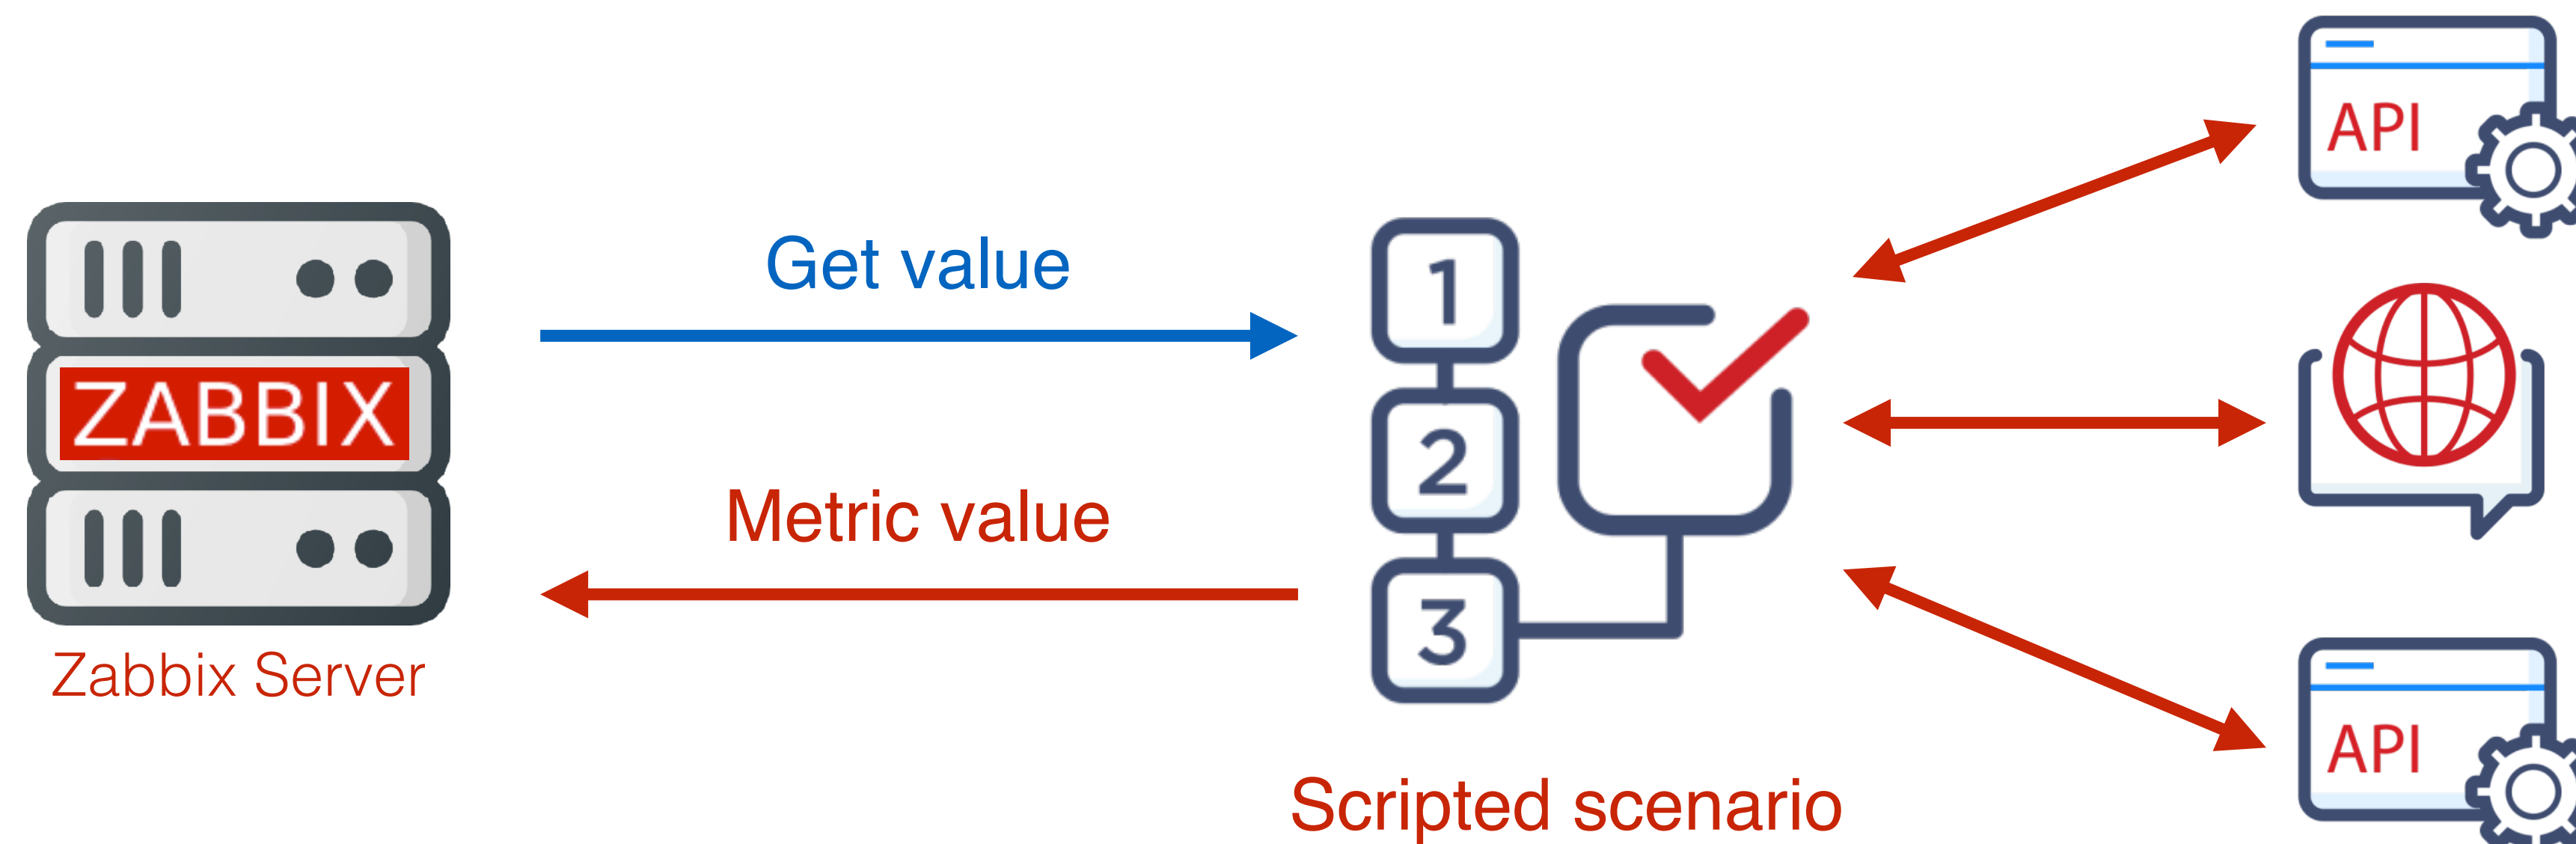 API
Get value
1
ZABBIX
2
Metric value
3
Zabbix Server
API
Scripted scenario